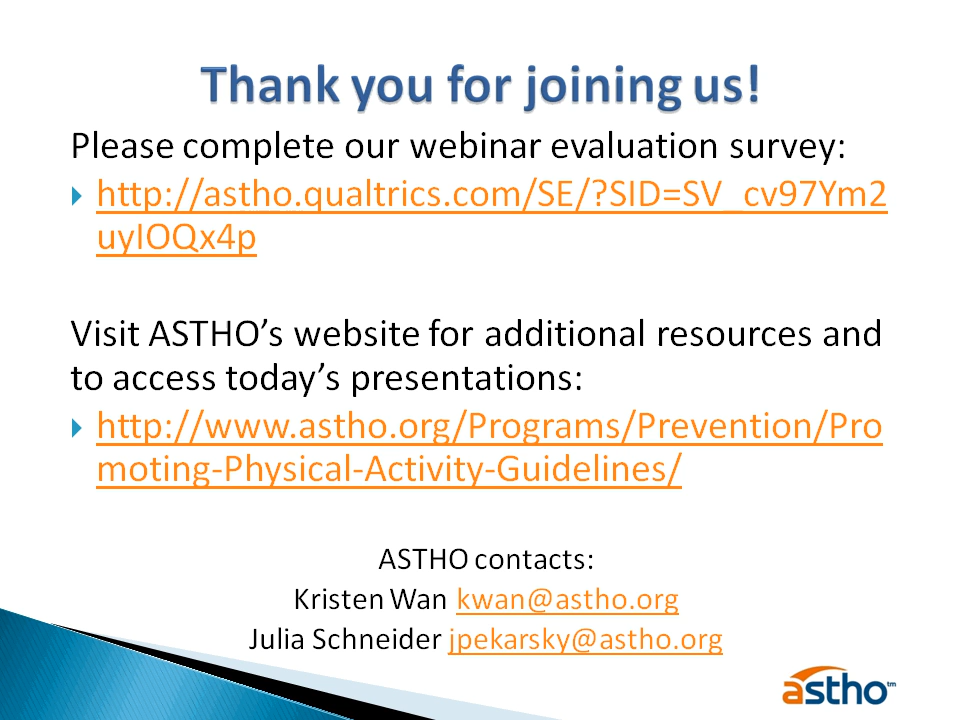 Thank you for joining us!
Please complete our webinar evaluation survey:
http://astho.qualtrics.com/SE/?SID=SV_cv97Ym2
uyIOQx4p
Visit ASTHO’s website for additional resources and
to access today’s presentations:
http://www.astho.org/Programs/Prevention/Pro
moting-Physical-Activity-Guidelines/
ASTHO contacts:
Kristen Wan kwan@astho.org
Julia Schneider jpekarsky@astho.org
astho™